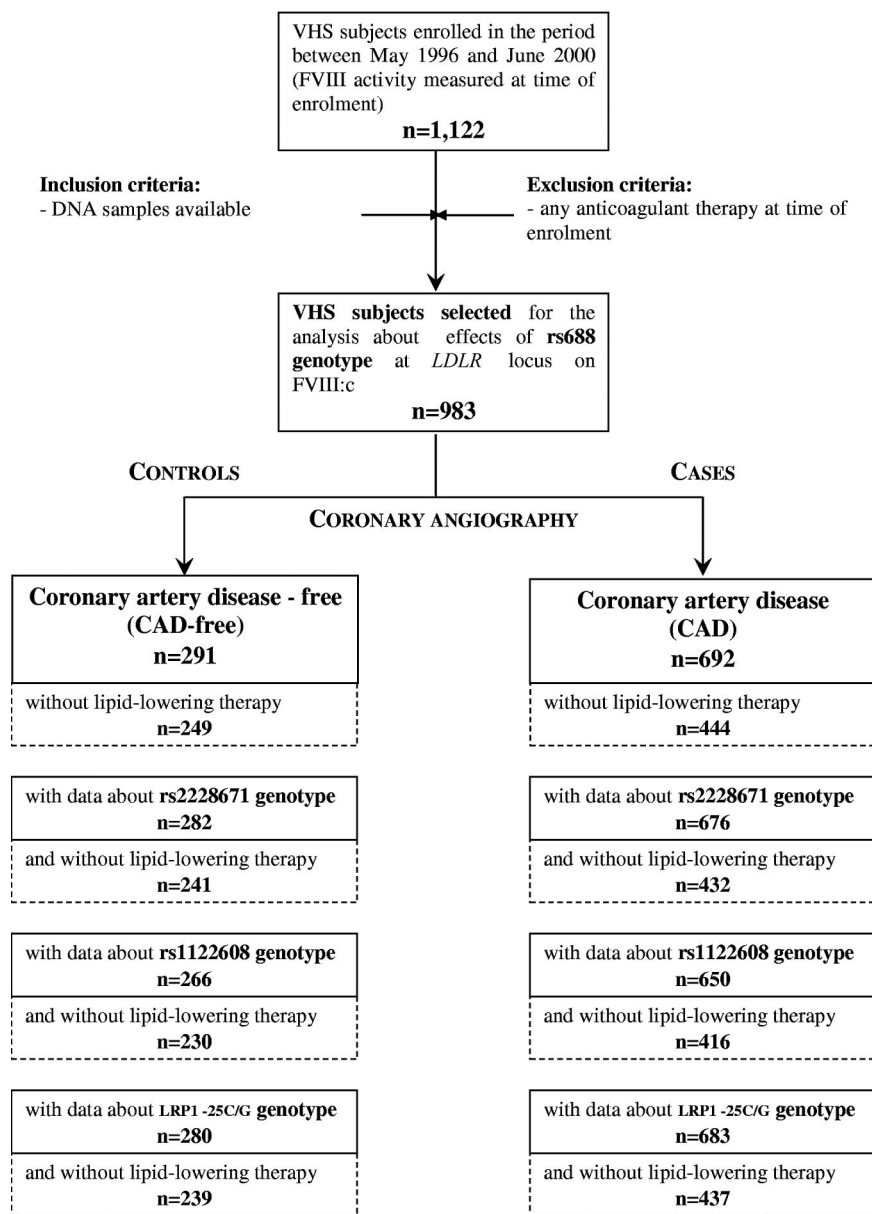 VHS subjects enrolled in the period
between May 1996 and June 2000
(FVIII activity measured at time of
enrolment)
n=1,122
Inclusion criteria:
- DNA samples available
Exclusion criteria:
- any anticoagulant therapy at time of
enrolment
VHS subjects selected for the
analysis about effects of rs688
genotype at LDLR locus on
FVIII:c
n=983
CONTROLS
CASES
CORONARY ANGIOGRAPHY
Coronary artery disease - free
(CAD-free)
n=291
without lipid-lowering therapy
n=249
with data about rs2228671 genotype
n=282
and without lipid-lowering therapy
n=241
with data about rs1122608 genotype
n=266
and without lipid-lowering therapy
n=230
with data about LRP1 -25C/G genotype
n=280
and without lipid-lowering therapy
n=239
Coronary artery disease
(CAD)
n=692
without lipid-lowering therapy
n=444
with data about rs2228671 genotype
n=676
and without lipid-lowering therapy
n=432
with data about rs1122608 genotype
n=650
and without lipid-lowering therapy
n=416
with data about LRP1 -25C/G genotype
n=683
and without lipid-lowering therapy
n=437